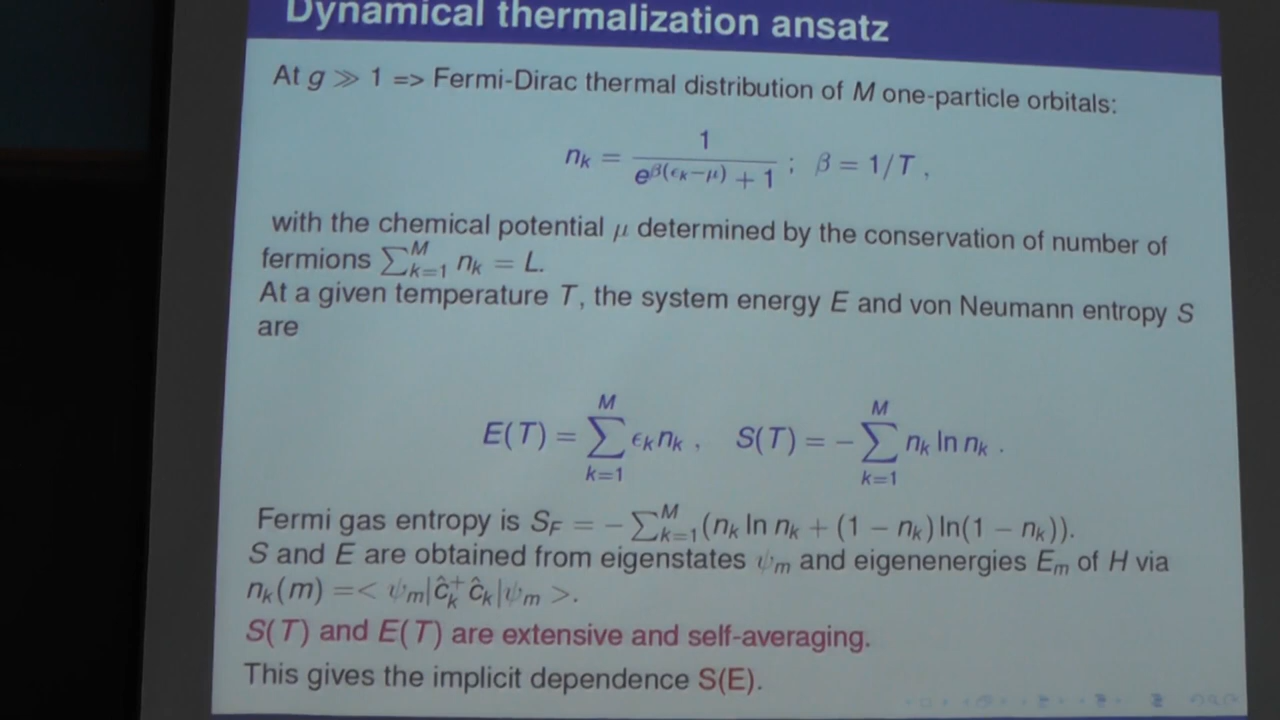 Dynamical thermalization ansatz
At g ≫ 1 => Fermi-Dirac thermal distribution of M one-particle orbitals:
n_k = 1 / (e^{β(ϵ_k−μ)} + 1) ; β = 1/T ,
with the chemical potential μ determined by the conservation of number of
fermions ∑_{k=1}^{M} n_k = L.
At a given temperature T, the system energy E and von Neumann entropy S
are
E(T) = ∑_{k=1}^{M} ϵ_k n_k , S(T) = − ∑_{k=1}^{M} n_k ln n_k .
Fermi gas entropy is S_F = − ∑_{k=1}^{M} (n_k ln n_k + (1 − n_k) ln(1 − n_k)).
S and E are obtained from eigenstates ψ_m and eigenenergies E_m of H via
n_k(m) =< ψ_m|ĉ_k^+ ĉ_k|ψ_m >.
S(T) and E(T) are extensive and self-averaging.
This gives the implicit dependence S(E).